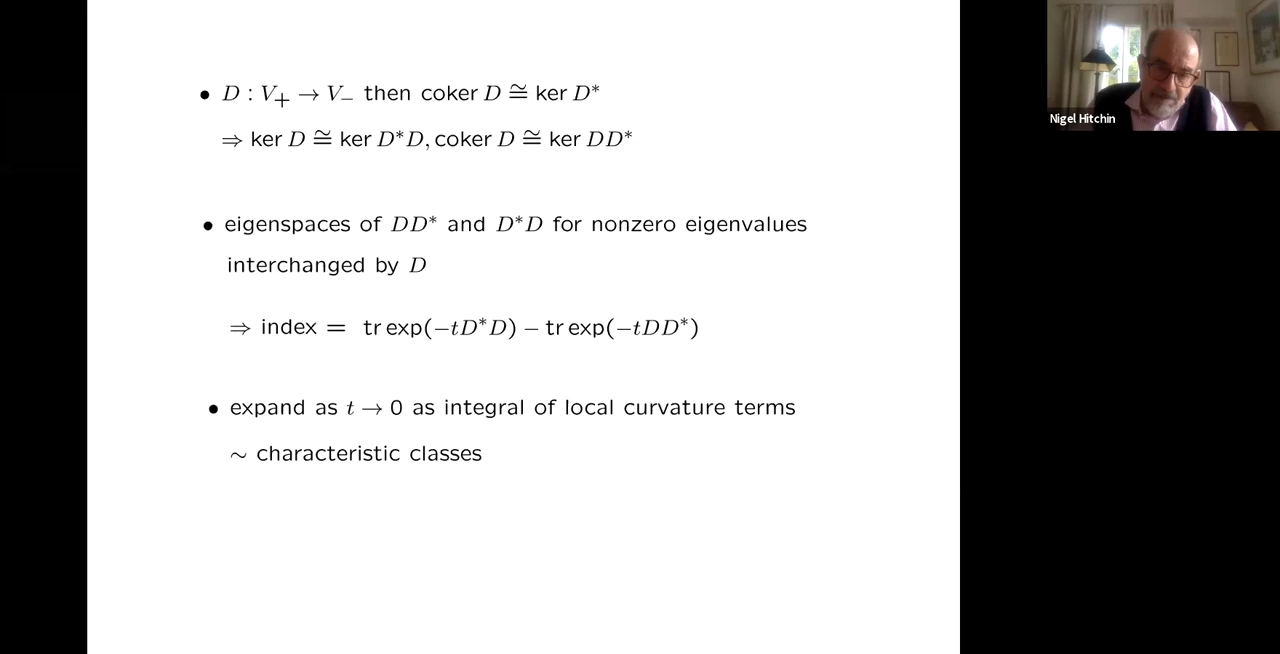 • D : V₊ → V₋ then coker D ≅ ker D*
⇒ ker D ≅ ker D*D, coker D ≅ ker DD*
• eigenspaces of DD* and D*D for nonzero eigenvalues
interchanged by D
⇒ index = tr exp(−tD*D) − tr exp(−tDD*)
• expand as t → 0 as integral of local curvature terms
∼ characteristic classes
Nigel Hitchin